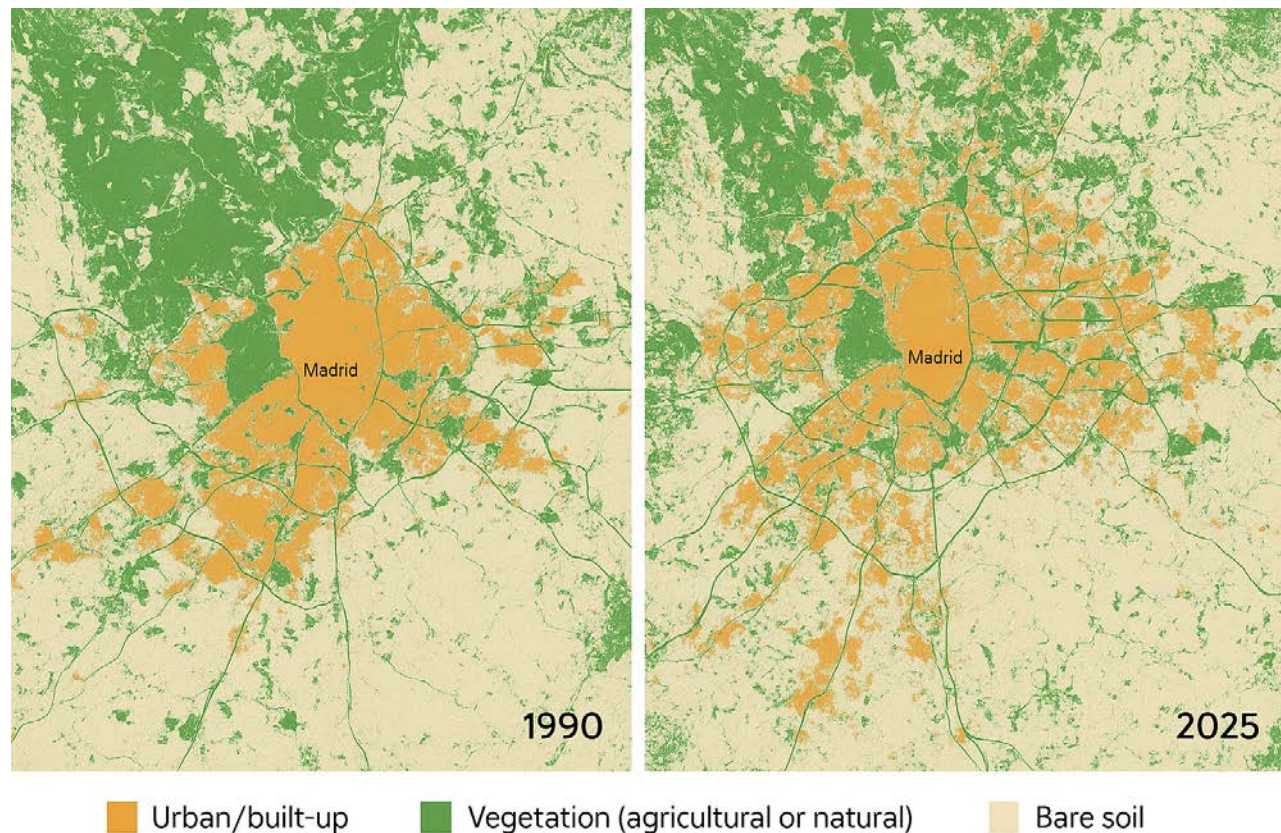 Madrid
1990
Madrid
2025
Urban/built-up Vegetation (agricultural or natural) Bare soil